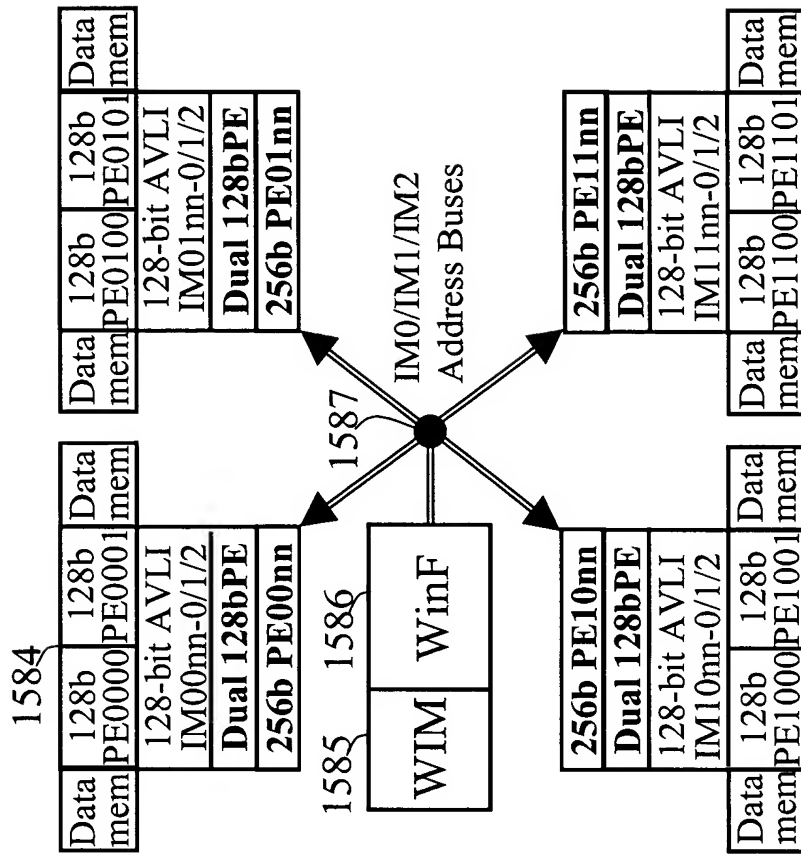 1584
Data mem
128b PE0000
128b PE0001
Data mem
128-bit AVLI
IM00nn-0/1/2
Dual 128bPE
256b PE00nn
Data mem
128b PE0100
128b PE0101
Data mem
128-bit AVLI
IM01nn-0/1/2
Dual 128bPE
256b PE01nn
1585
WIM
1586
WinF
1587
IM0/IM1/IM2
Address Buses
256b PE10nn
Dual 128bPE
128-bit AVLI
IM10nn-0/1/2
Data mem
128b PE1000
128b PE1001
Data mem
256b PE11nn
Dual 128bPE
128-bit AVLI
IM11nn-0/1/2
Data mem
128b PE1100
128b PE1101
Data mem